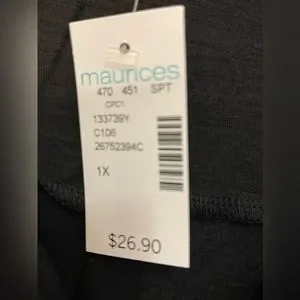 maurices
470 451 SPT
CPC1
133739Y
C106
26752394C
1X
$26.90